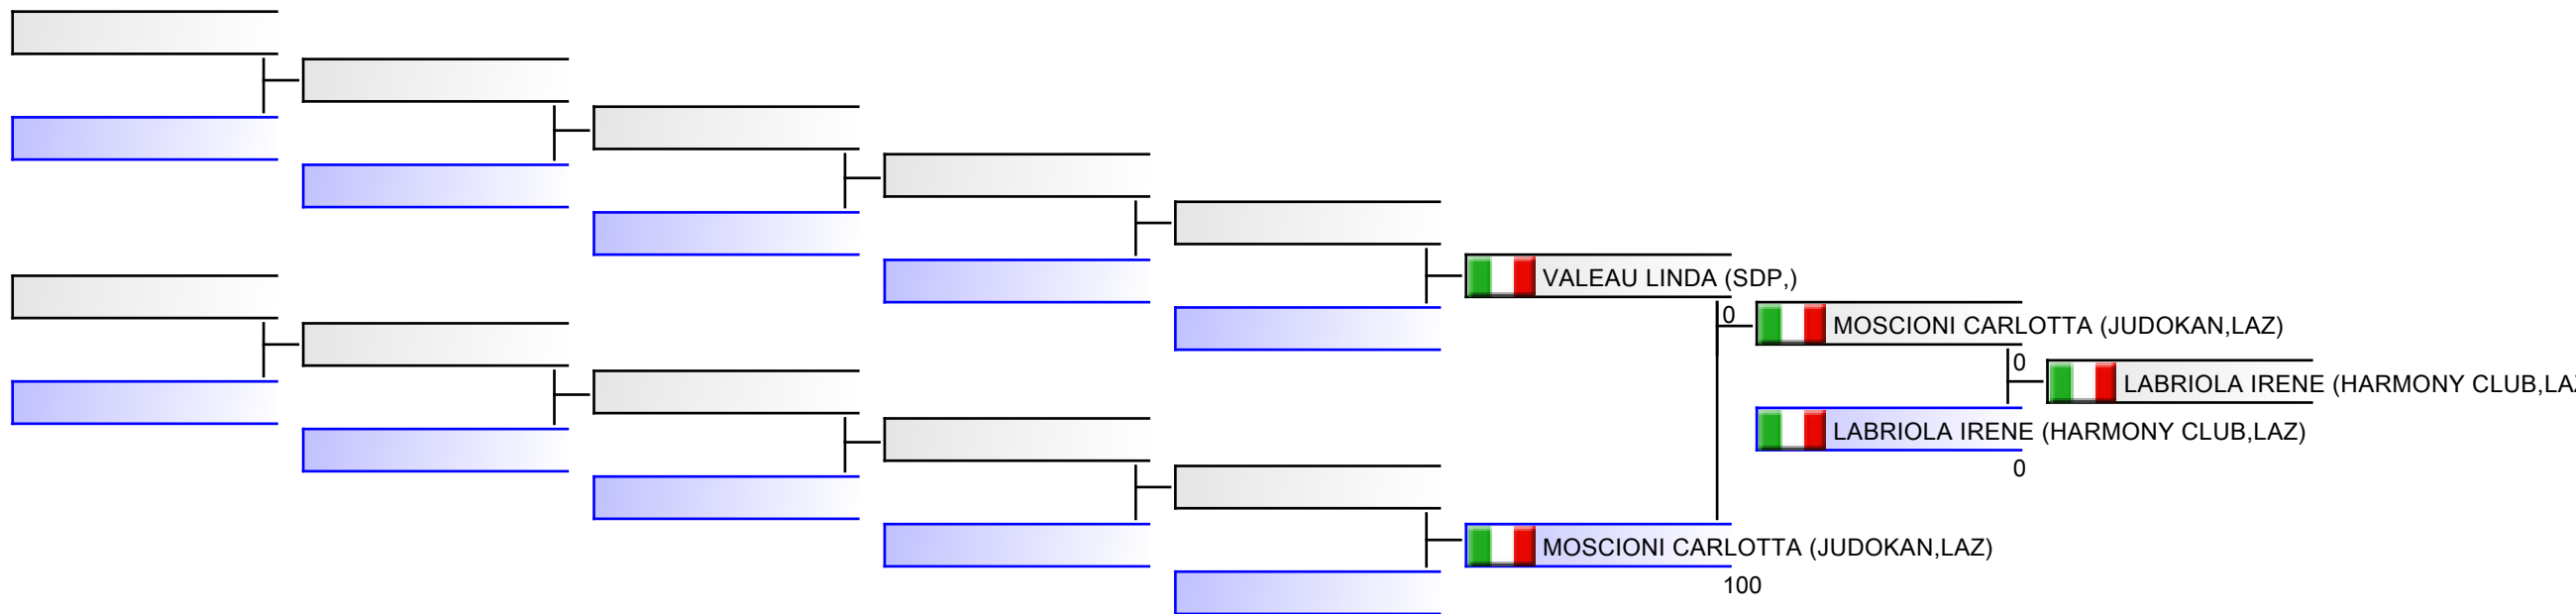 VALEAU LINDA (SDP,)
0
MOSCIONI CARLOTTA (JUDOKAN,LAZ)
0
LABRIOLA IRENE (HARMONY CLUB,LAZ
LABRIOLA IRENE (HARMONY CLUB,LAZ)
0
MOSCIONI CARLOTTA (JUDOKAN,LAZ)
100